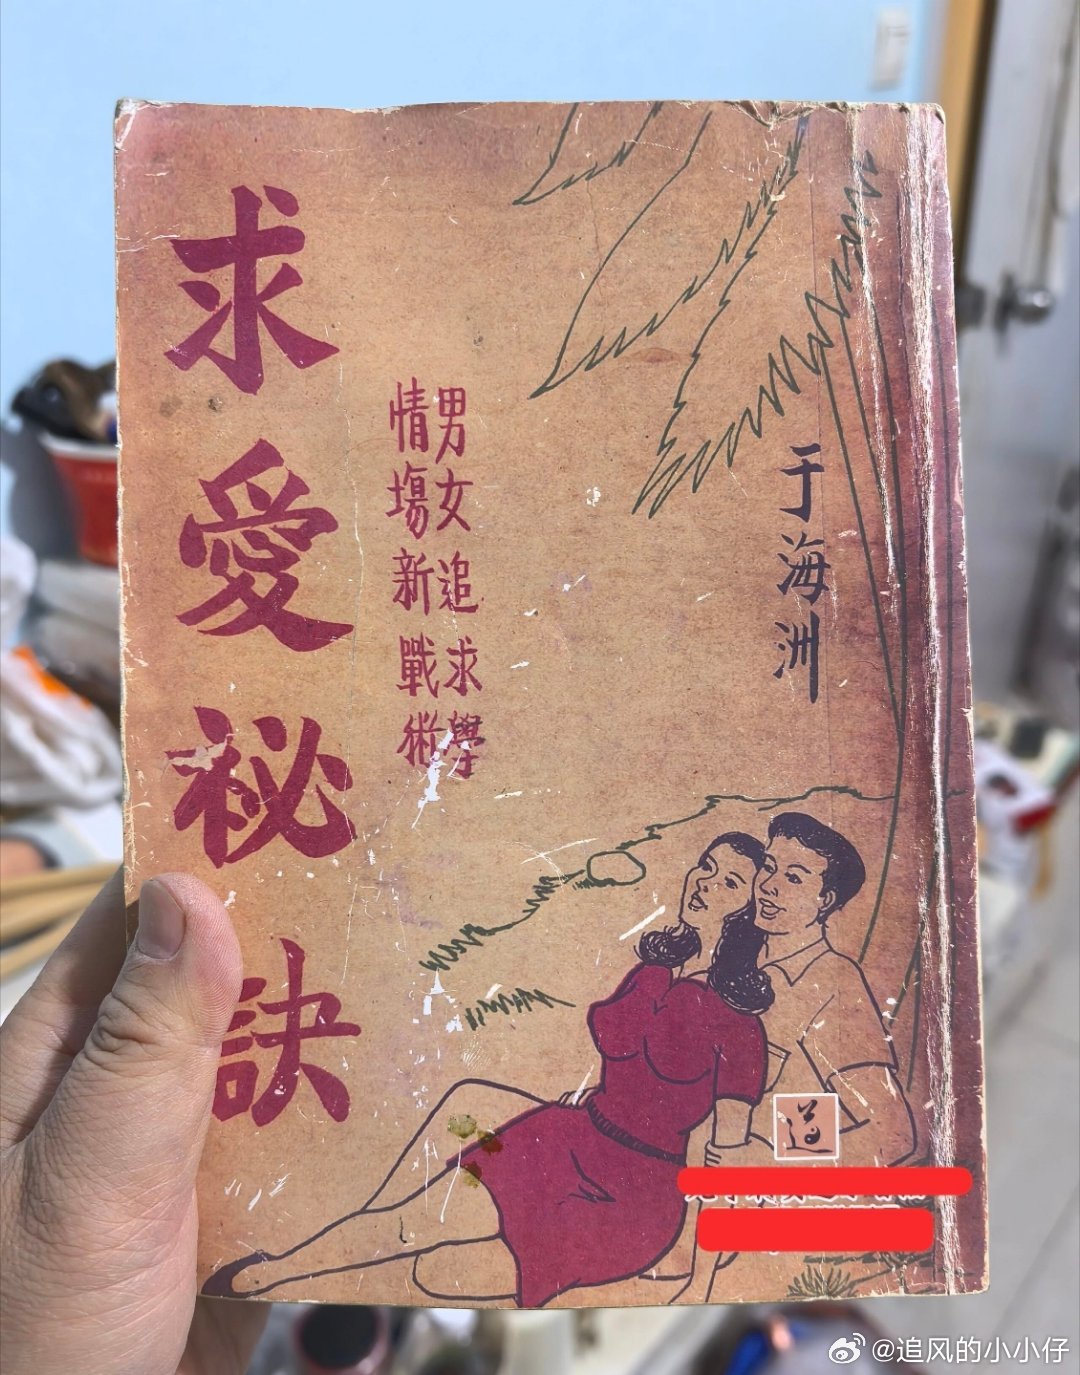 求愛祕訣
男女追求學
情場新戰術
于海洲
道
@追风的小小仔